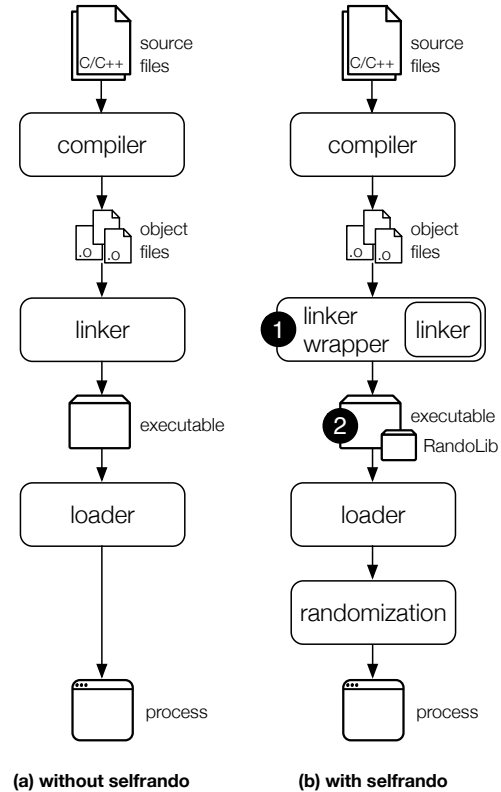 C/C++
source
files
compiler
.o
.o
object
files
linker
executable
loader
process
(a) without selfrando
C/C++
source
files
compiler
.o
.o
object
files
1
linker
wrapper
linker
2
executable
RandoLib
loader
randomization
process
(b) with selfrando